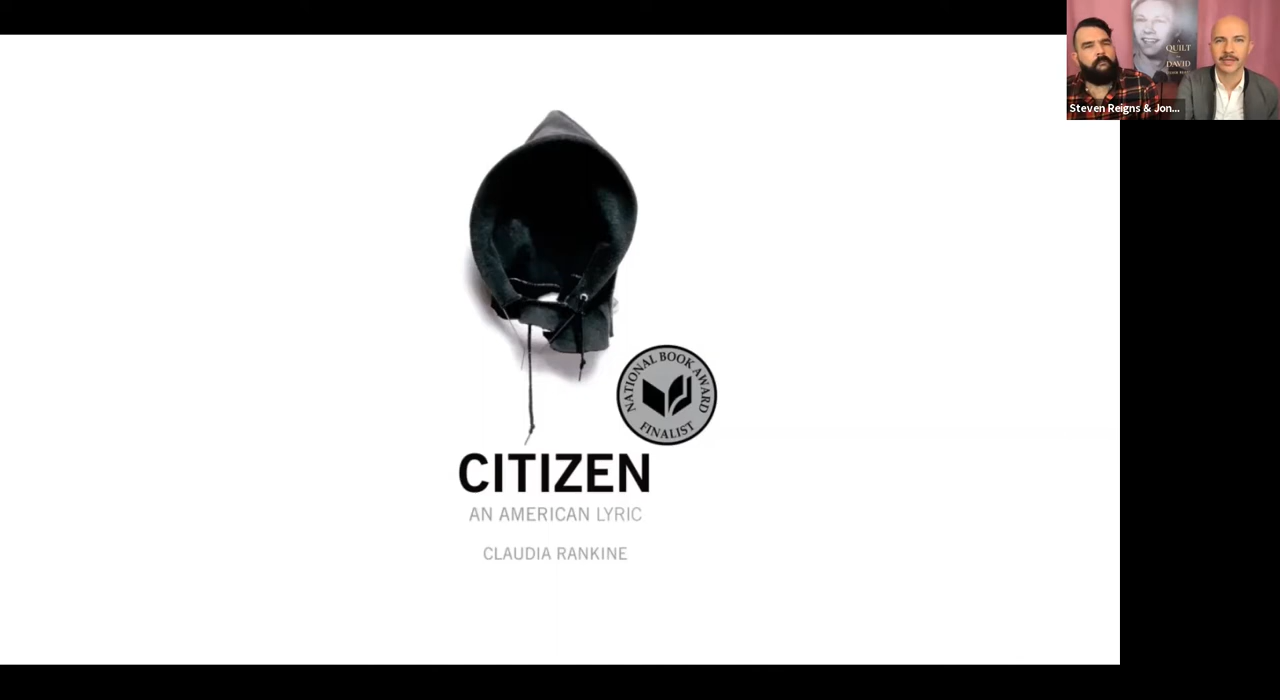 QUILT
DAVID
Steven Reigns & Jon...
NATIONAL BOOK AWARD
FINALIST
CITIZEN
AN AMERICAN LYRIC
CLAUDIA RANKINE